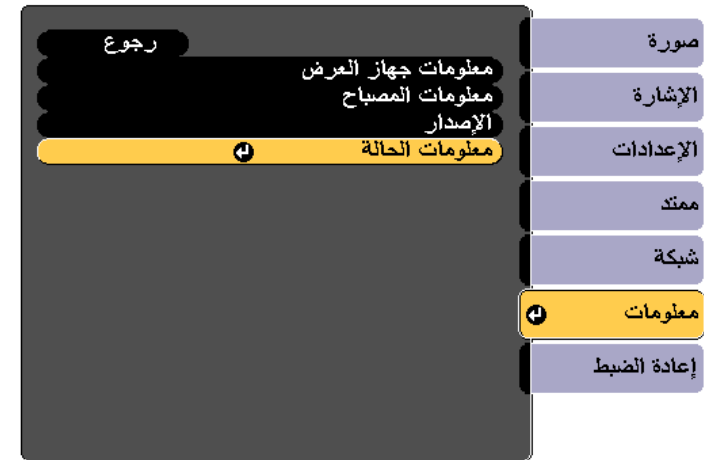 صورة
الإشارة
الإعدادات
ممتد
شبكة
معلومات
إعادة الضبط
رجوع
معلومات جهاز العرض
معلومات المصباح
الإصدار
معلومات الحالة